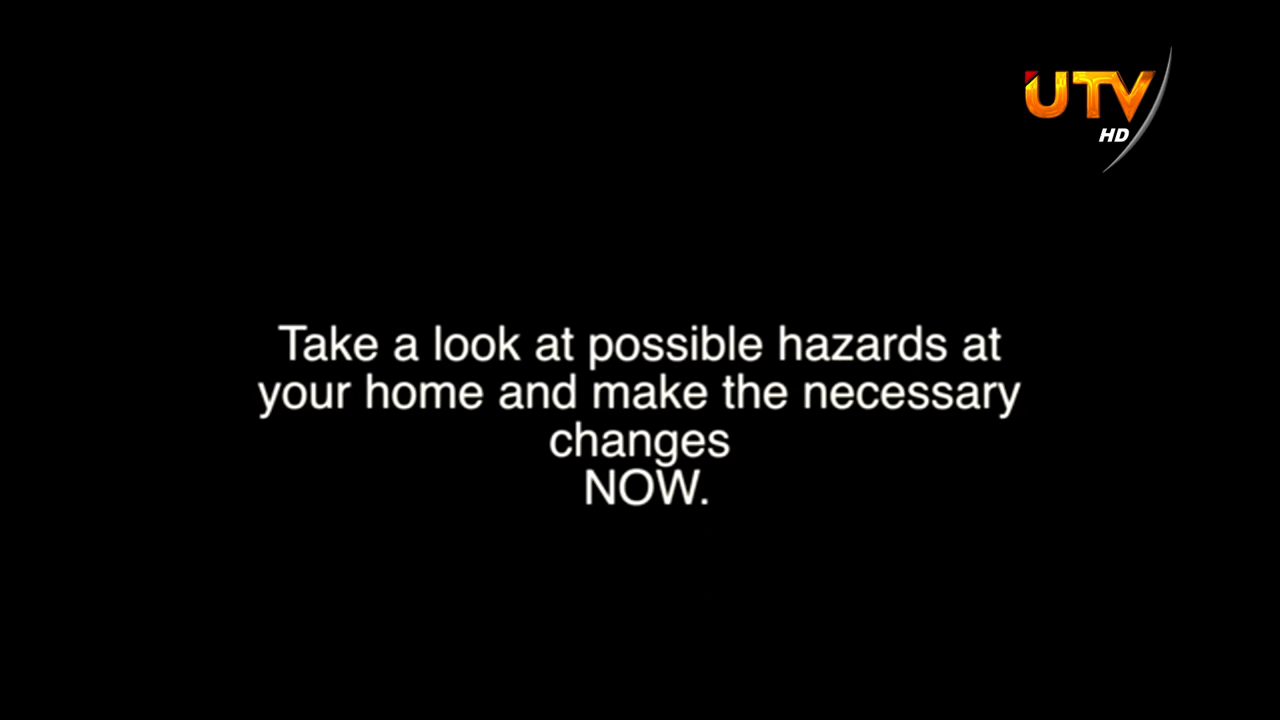 UTV
HD
Take a look at possible hazards at
your home and make the necessary
changes
NOW.